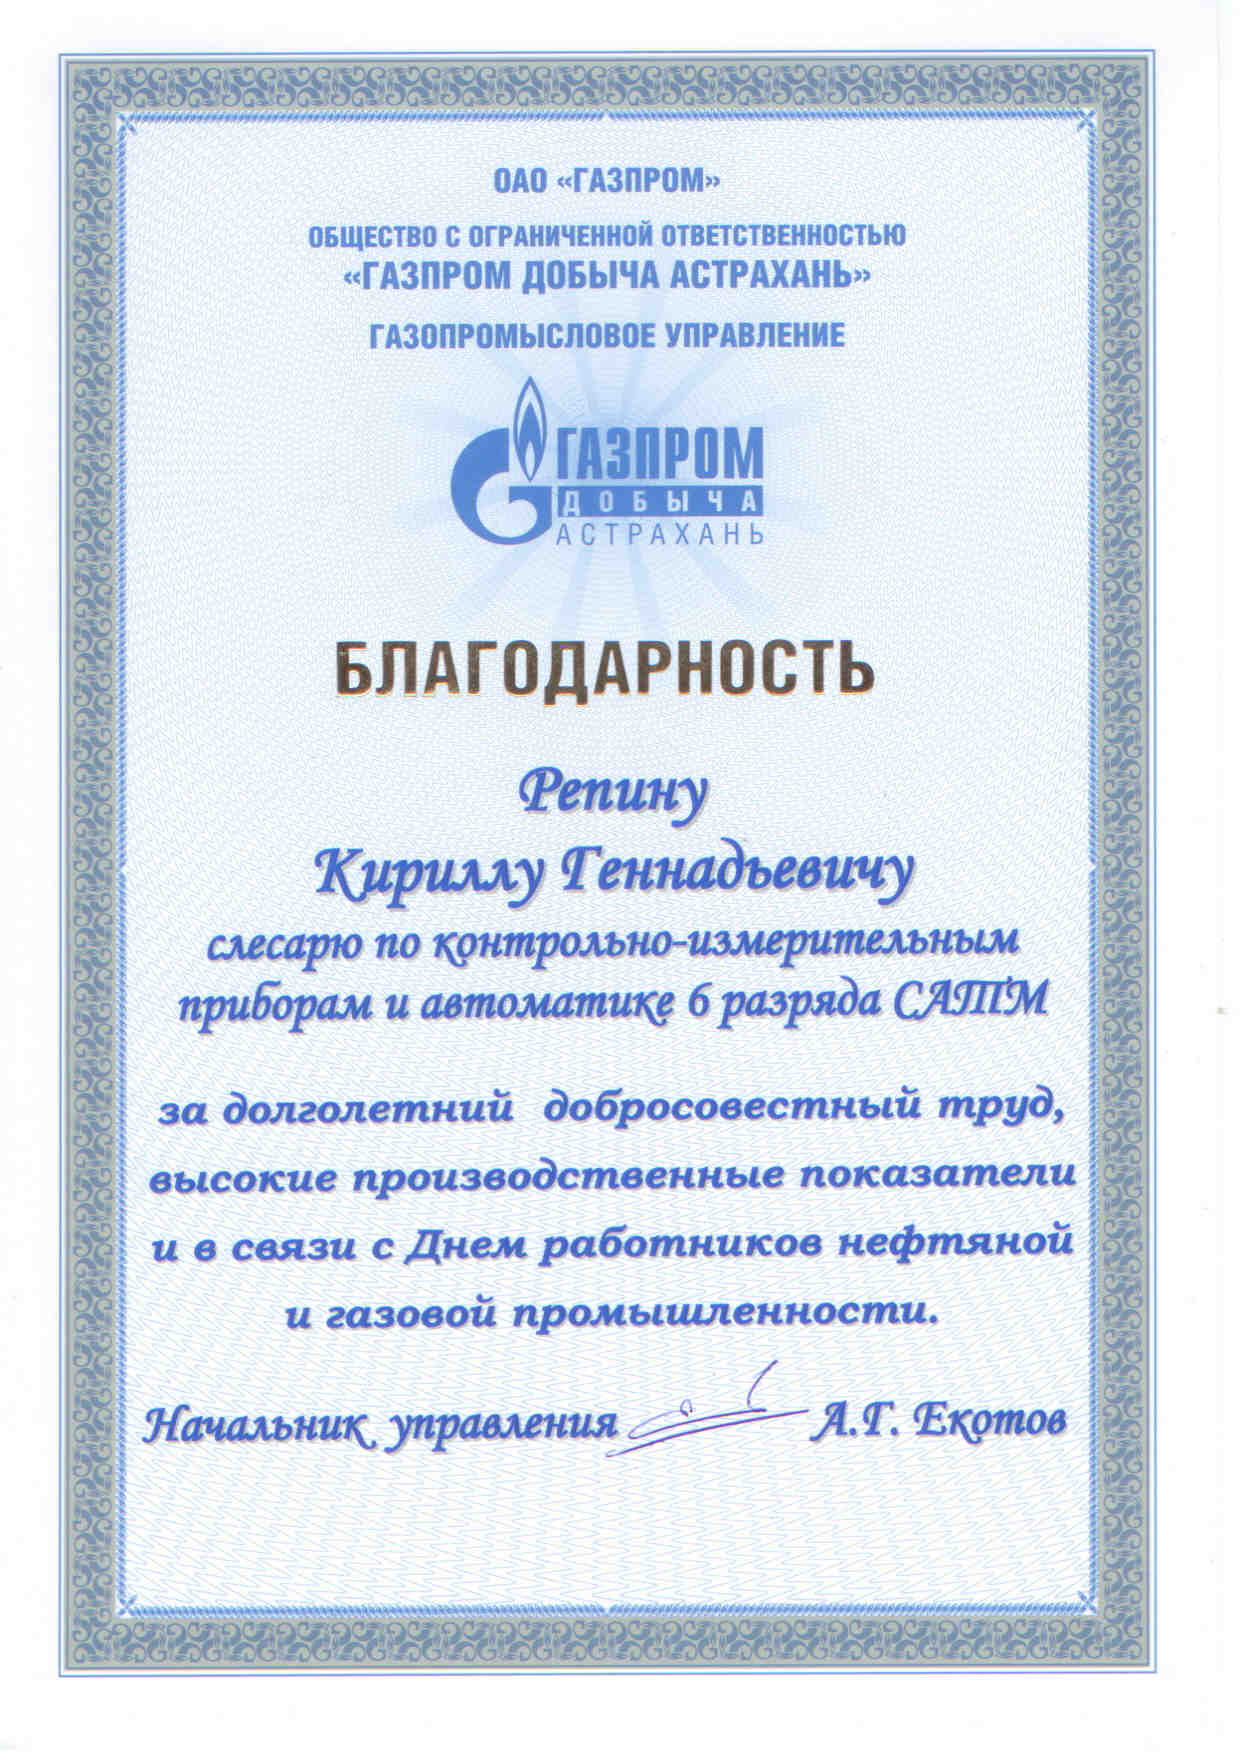 ОАО «ГАЗПРОМ»
ОБЩЕСТВО С ОГРАНИЧЕННОЙ ОТВЕТСТВЕННОСТЬЮ
«ГАЗПРОМ ДОБЫЧА АСТРАХАНЬ»
ГАЗОПРОМЫСЛОВОЕ УПРАВЛЕНИЕ
ГАЗПРОМ
ДОБЫЧА
АСТРАХАНЬ
БЛАГОДАРНОСТЬ
Репину
Кириллу Геннадьевичу
слесарю по контрольно-измерительным
приборам и автоматике 6 разряда САТМ
за долголетний добросовестный труд,
высокие производственные показатели
и в связи с Днем работников нефтяной
и газовой промышленности.
Начальник управления А.Г. Екотов